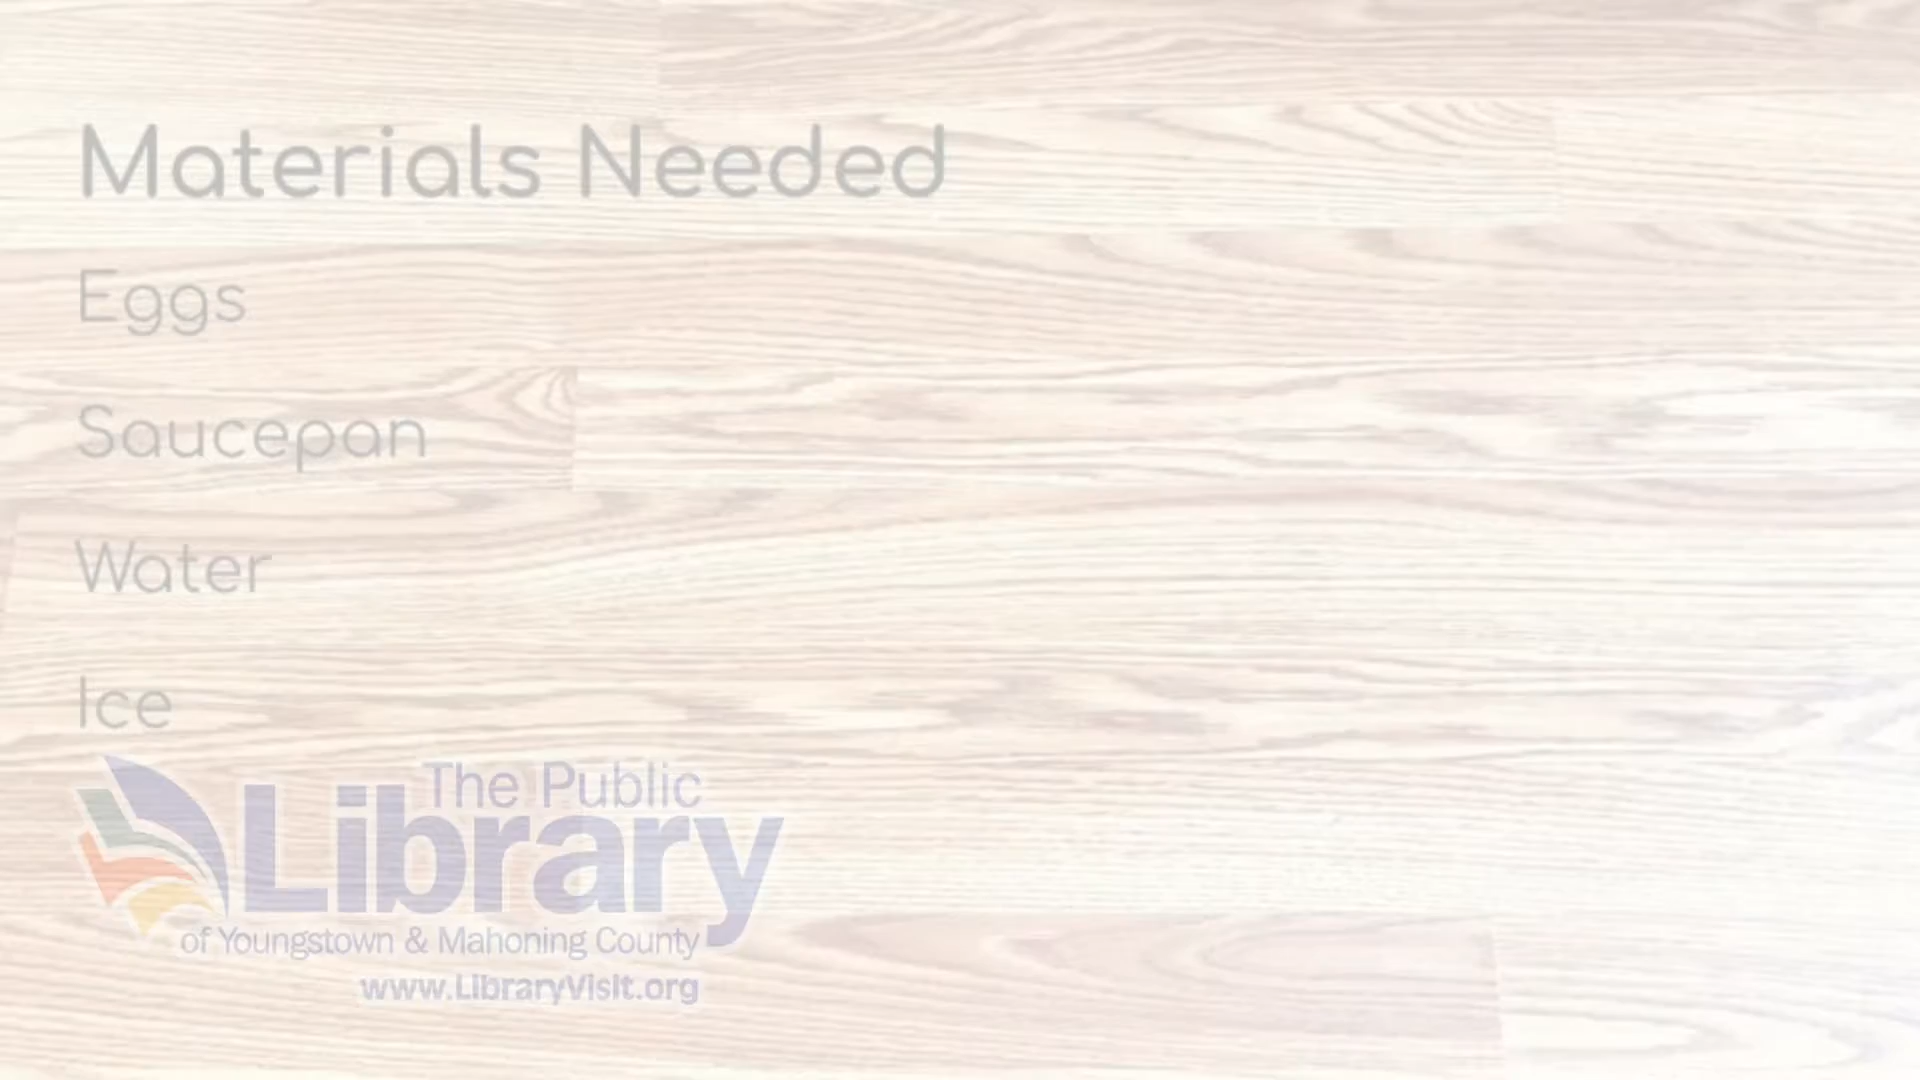 Materials Needed
Eggs
Saucepan
Water
Ice
The Public
Library
of Youngstown & Mahoning County
www.LibraryVisit.org